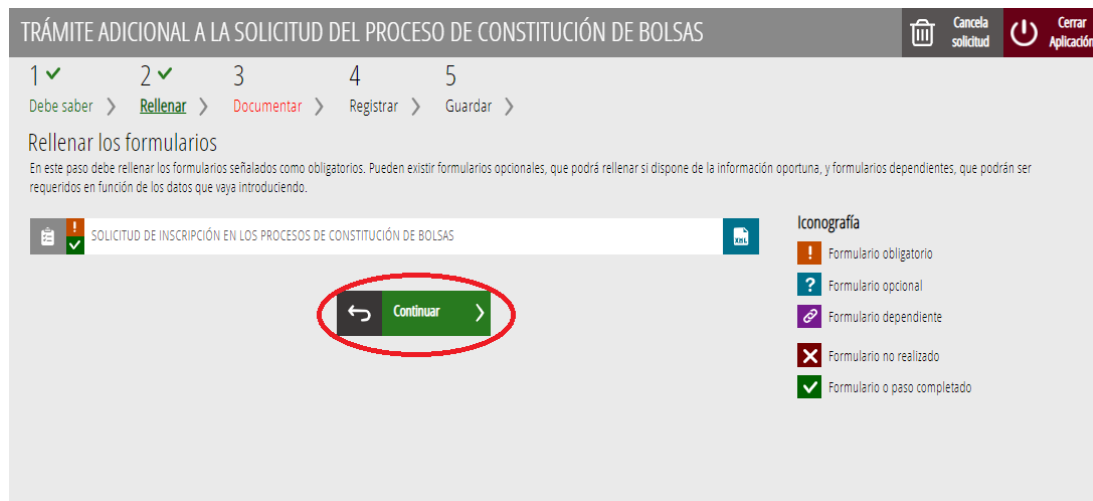 TRÁMITE ADICIONAL A LA SOLICITUD DEL PROCESO DE CONSTITUCIÓN DE BOLSAS
Cancela
solicitud
Cerrar
Aplicación
1 2 3 4 5
Debe saber Rellenar Documentar Registrar Guardar
Rellenar los formularios
En este paso debe rellenar los formularios señalados como obligatorios. Pueden existir formularios opcionales, que podrá rellenar si dispone de la información oportuna, y formularios dependientes, que podrán ser
requeridos en función de los datos que vaya introduciendo.
! SOLICITUD DE INSCRIPCIÓN EN LOS PROCESOS DE CONSTITUCIÓN DE BOLSAS XML
Continuar
Iconografía
! Formulario obligatorio
? Formulario opcional
Formulario dependiente
Formulario no realizado
Formulario o paso completado